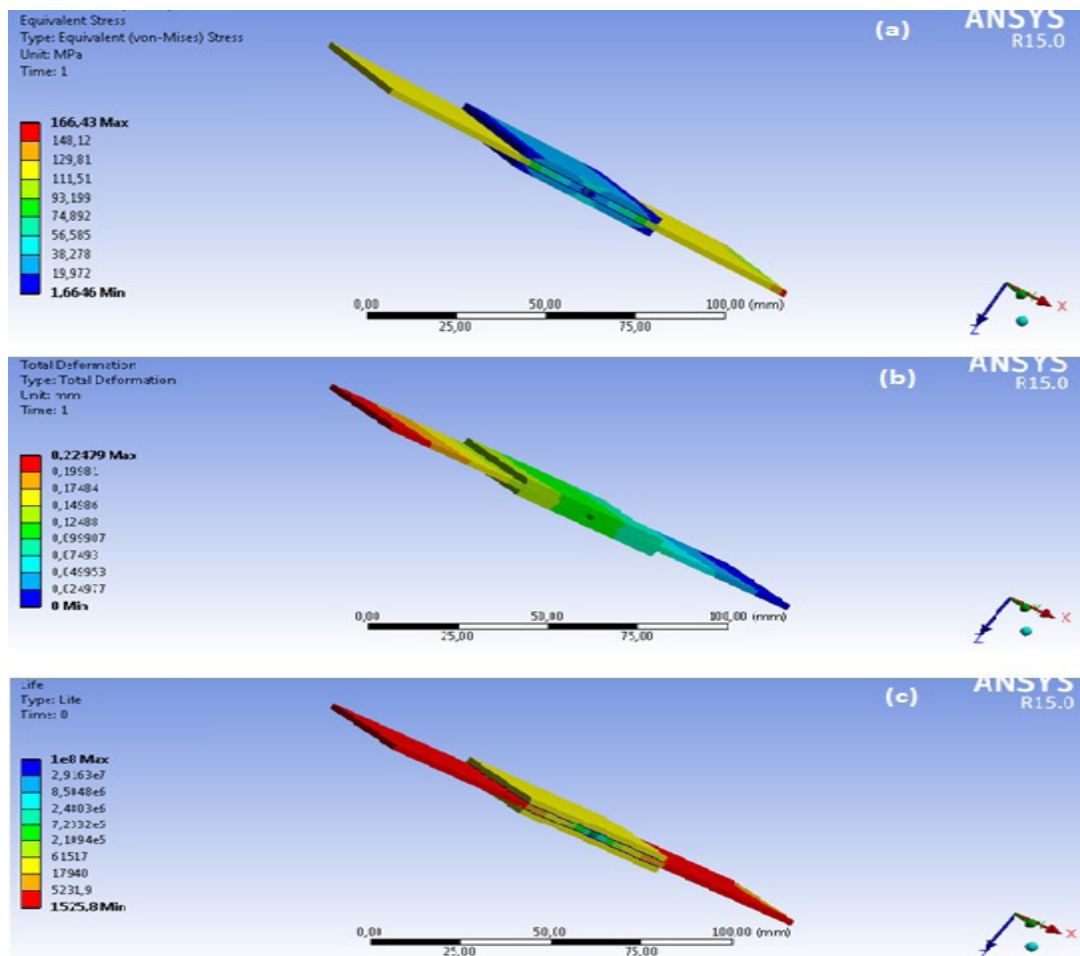 Equivalent Stress
Type: Equivalent (von-Mises) Stress
Unit: MPa
Time: 1
(a)
ANSYS
R15.0
166,43 Max
148,12
129,81
111,51
93,199
74,892
56,585
38,278
19,972
1,6646 Min
0,00
50,00
100,00 (mm)
25,00
75,00
X
Z
Total Deformation
Type: Total Deformation
Unit: mm
Time: 1
(b)
ANSYS
R15.0
0,22479 Max
0,19981
0,17484
0,14986
0,12488
0,099907
0,07493
0,049953
0,024977
0 Min
0,00
50,00
100,00 (mm)
25,00
75,00
X
Z
Life
Type: Life
Time: 0
(c)
ANSYS
R15.0
1e8 Max
2,9163e7
8,5048e6
2,4803e6
7,2332e5
2,1094e5
61517
17940
5231,9
1525,8 Min
0,00
50,00
100,00 (mm)
25,00
75,00
X